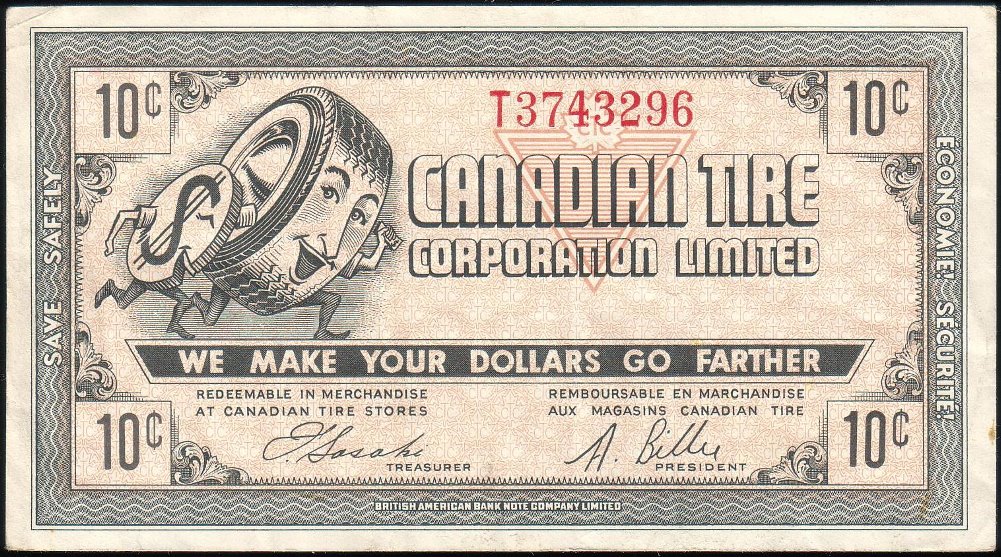 10¢
T3743296
10¢
$
CTC
CANADIAN TIRE
CORPORATION LIMITED
SAVE SAFELY
ÉCONOMIE! SÉCURITÉ!
WE MAKE YOUR DOLLARS GO FARTHER
REDEEMABLE IN MERCHANDISE
AT CANADIAN TIRE STORES
REMBOURSABLE EN MARCHANDISE
AUX MAGASINS CANADIAN TIRE
10¢
TREASURER
A. Billes
PRESIDENT
10¢
BRITISH AMERICAN BANK NOTE COMPANY LIMITED